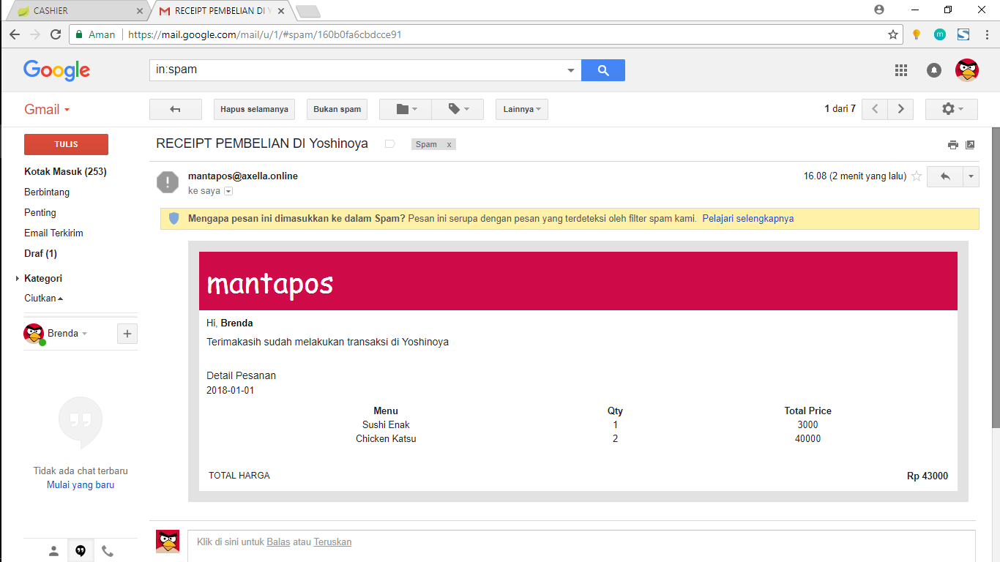 CASHIER
RECEIPT PEMBELIAN DI Y
Aman https://mail.google.com/mail/u/1/#spam/160b0fa6cbdcce91
m
S
Google
in:spam
Gmail
Hapus selamanya
Bukan spam
Lainnya
1 dari 7
TULIS
RECEIPT PEMBELIAN DI Yoshinoya
Spam x
Kotak Masuk (253)
Berbintang
Penting
Email Terkirim
Draf (1)
Kategori
Ciutkan
Brenda
Tidak ada chat terbaru
Mulai yang baru
mantapos@axella.online
16.08 (2 menit yang lalu)
ke saya
Mengapa pesan ini dimasukkan ke dalam Spam? Pesan ini serupa dengan pesan yang terdeteksi oleh filter spam kami. Pelajari selengkapnya
mantapos
Hi, Brenda
Terimakasih sudah melakukan transaksi di Yoshinoya
Detail Pesanan
2018-01-01
Menu Qty Total Price
Sushi Enak 1 3000
Chicken Katsu 2 40000
TOTAL HARGA Rp 43000
Klik di sini untuk Balas atau Teruskan